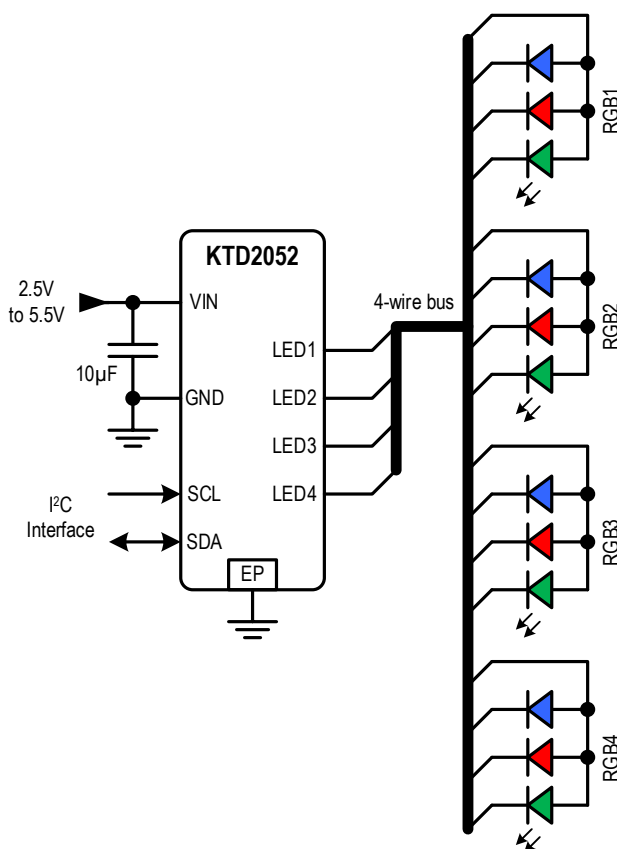 KTD2052
2.5V
to 5.5V
VIN
10µF
GND
I²C
Interface
SCL
SDA
EP
LED1
LED2
LED3
LED4
4-wire bus
RGB1
RGB2
RGB3
RGB4